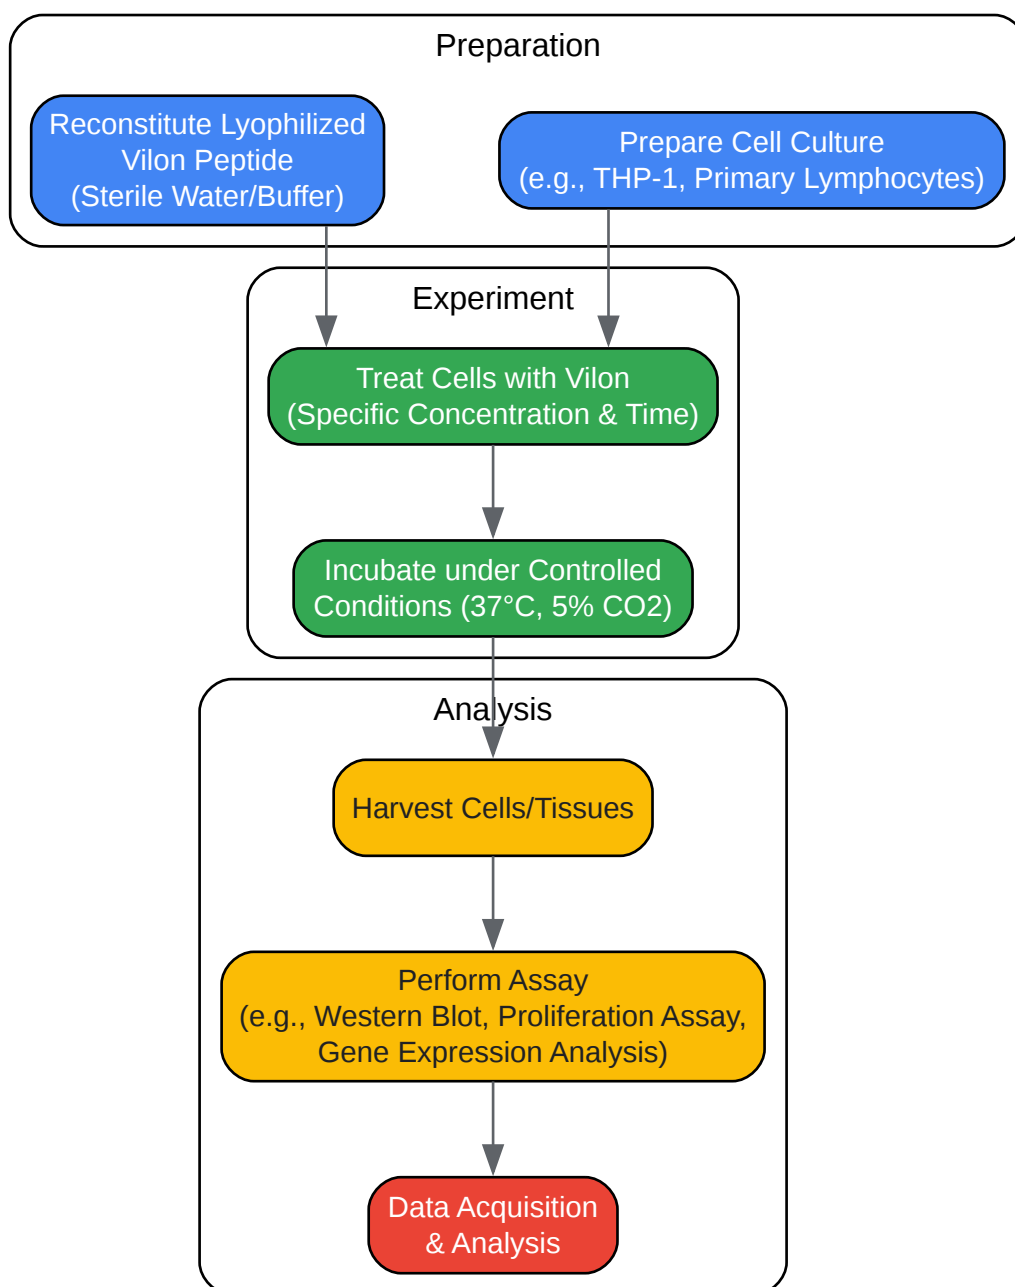 Preparation
Reconstitute Lyophilized
Vilon Peptide
(Sterile Water/Buffer)
Prepare Cell Culture
(e.g., THP-1, Primary Lymphocytes)
Experiment
Treat Cells with Vilon
(Specific Concentration & Time)
Incubate under Controlled
Conditions (37°C, 5% CO2)
Analysis
Harvest Cells/Tissues
Perform Assay
(e.g., Western Blot, Proliferation Assay,
Gene Expression Analysis)
Data Acquisition
& Analysis